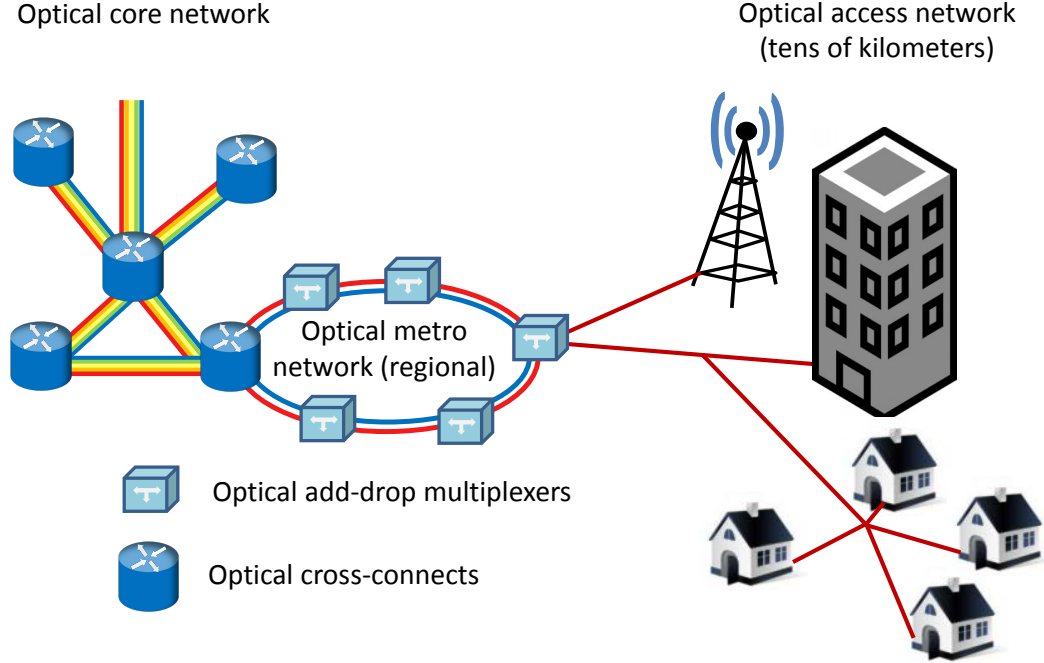 Optical core network
Optical access network
(tens of kilometers)
Optical metro
network (regional)
Optical add-drop multiplexers
Optical cross-connects